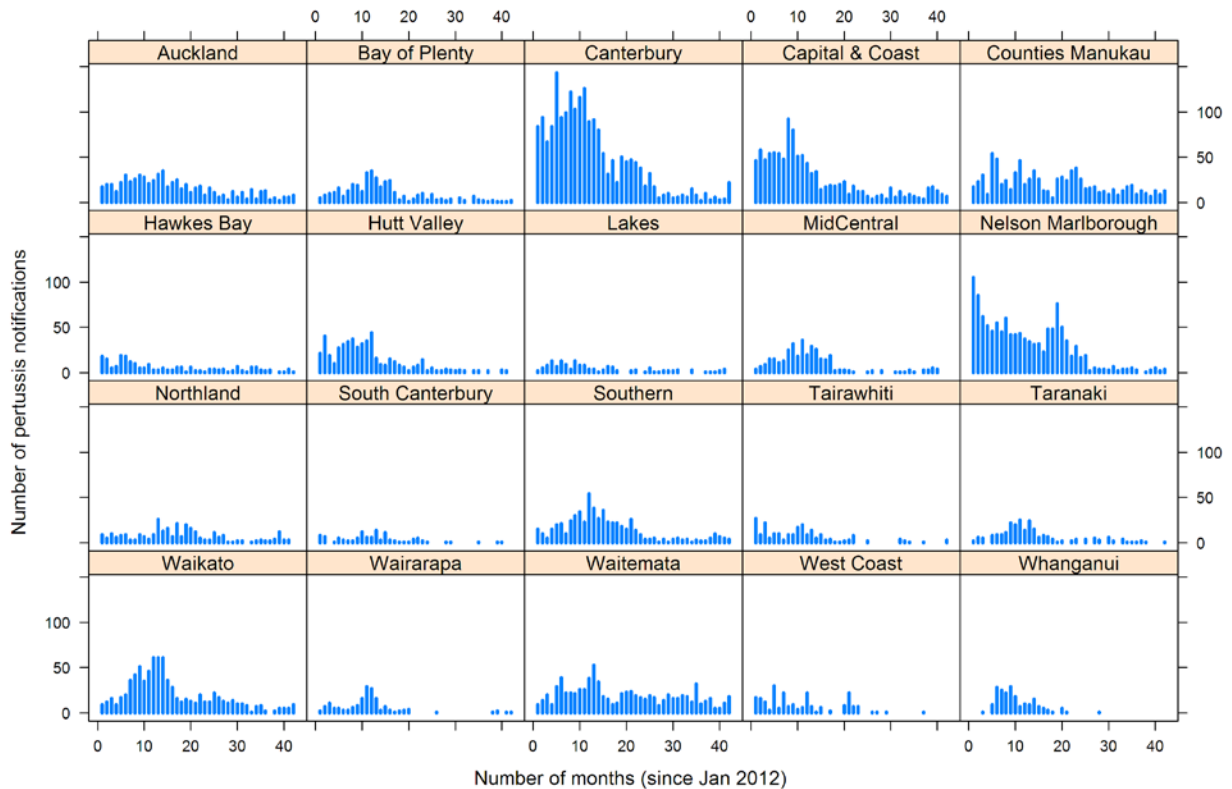 0 10 20 30 40 0 10 20 30 40
Auckland Bay of Plenty Canterbury Capital & Coast Counties Manukau
100
50
0
Hawkes Bay Hutt Valley Lakes MidCentral Nelson Marlborough
100
50
0
Northland South Canterbury Southern Tairawhiti Taranaki
100
50
0
Waikato Wairarapa Waitemata West Coast Whanganui
100
50
0
0 10 20 30 40 0 10 20 30 40 0 10 20 30 40
Number of pertussis notifications
Number of months (since Jan 2012)